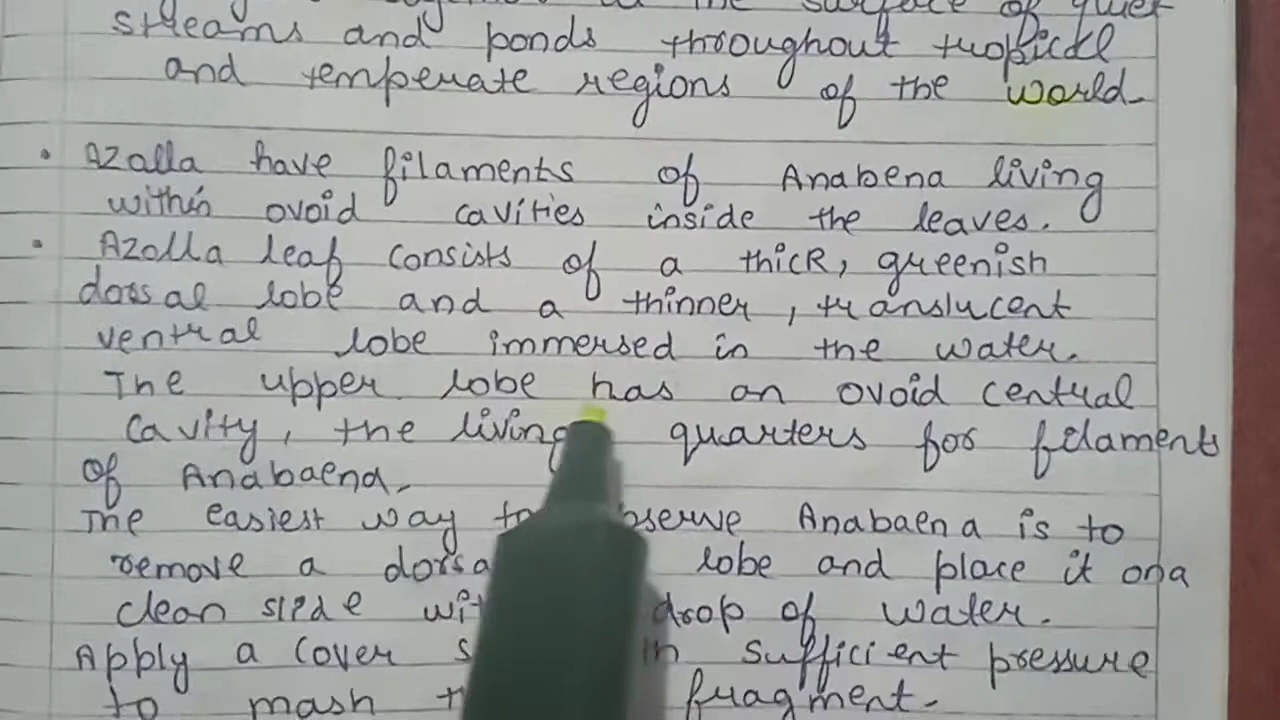 the surface of quiet
streams and ponds throughout tropical
and temperate regions of the world.
• Azolla have filaments of Anabena living
within ovoid cavities inside the leaves.
• Azolla leaf consists of a thick, greenish
dorsal lobe and a thinner, translucent
ventral lobe immersed in the water.
The upper lobe has an ovoid central
cavity, the living quarters for filaments
of Anabaena.
The easiest way to observe Anabaena is to
remove a lobe and place it on a
clean slide drop of water.
Apply a cover sufficient pressure
to mash fragment.